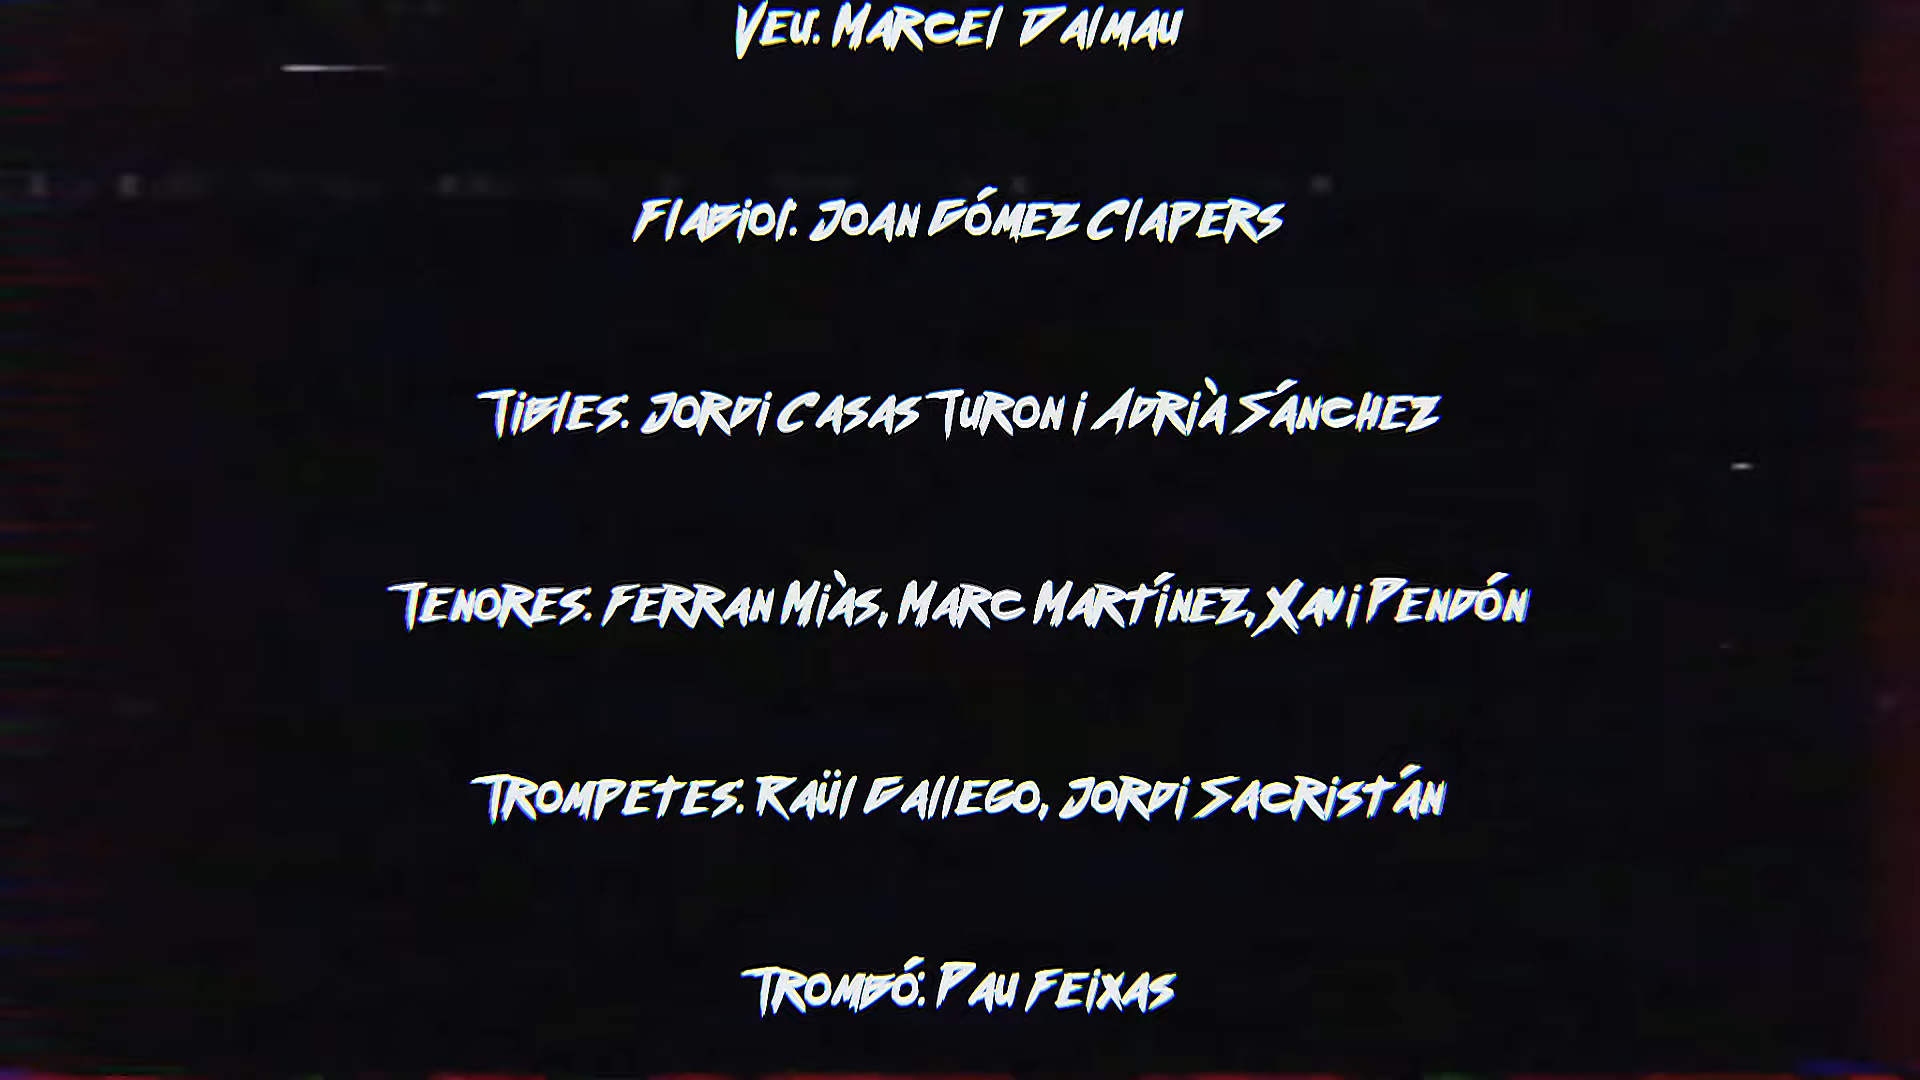 Veu: Marcel Dalmau
Flabiol: Joan Gómez Clapers
Tibles: Jordi Casas Turon i Adrià Sánchez
Tenores: Ferran Miàs, Marc Martínez, Xavi Pendón
Trompetes: Raül Gallego, Jordi Sacristán
Trombó: Pau Feixas